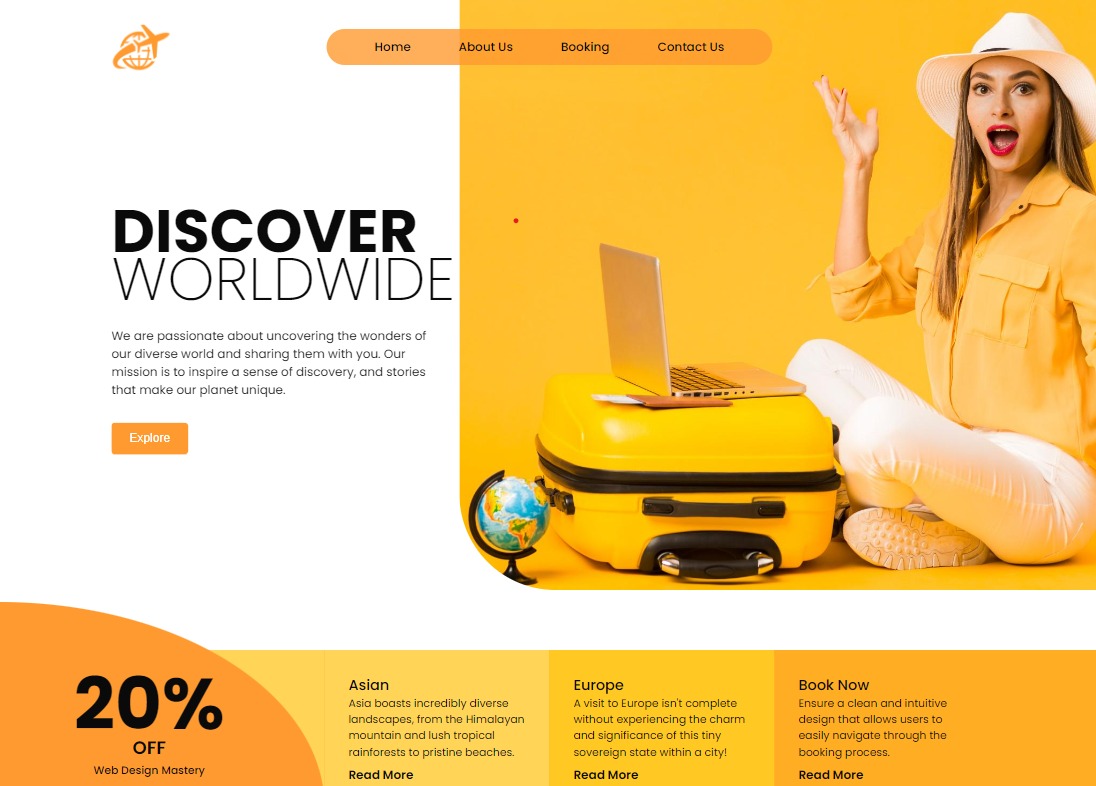 Home
About Us
Booking
Contact Us
DISCOVER
WORLDWIDE
We are passionate about uncovering the wonders of
our diverse world and sharing them with you. Our
mission is to inspire a sense of discovery, and stories
that make our planet unique.
Explore
20%
OFF
Web Design Mastery
Asian
Asia boasts incredibly diverse
landscapes, from the Himalayan
mountain and lush tropical
rainforests to pristine beaches.
Read More
Europe
A visit to Europe isn't complete
without experiencing the charm
and significance of this tiny
sovereign state within a city!
Read More
Book Now
Ensure a clean and intuitive
design that allows users to
easily navigate through the
booking process.
Read More